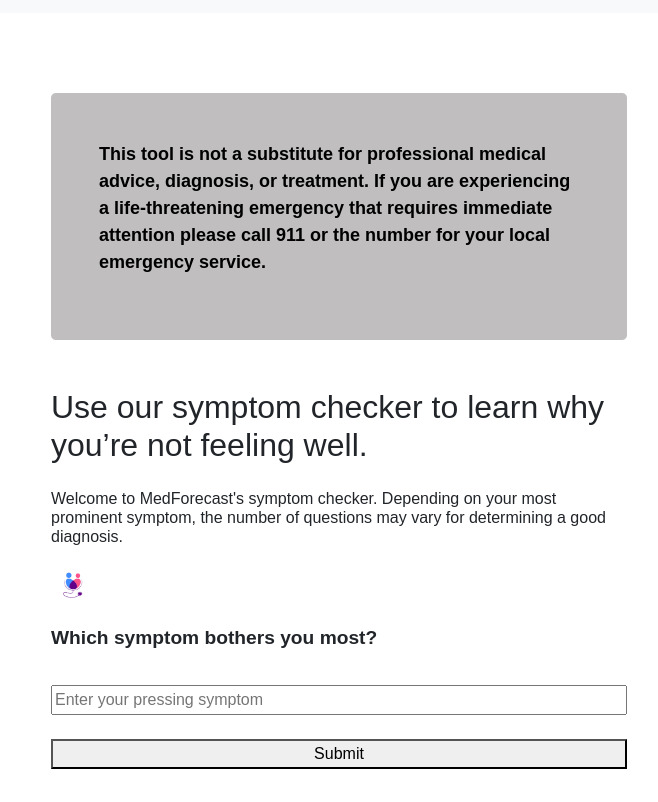 This tool is not a substitute for professional medical
advice, diagnosis, or treatment. If you are experiencing
a life-threatening emergency that requires immediate
attention please call 911 or the number for your local
emergency service.
Use our symptom checker to learn why
you’re not feeling well.
Welcome to MedForecast's symptom checker. Depending on your most
prominent symptom, the number of questions may vary for determining a good
diagnosis.
Which symptom bothers you most?
Enter your pressing symptom
Submit